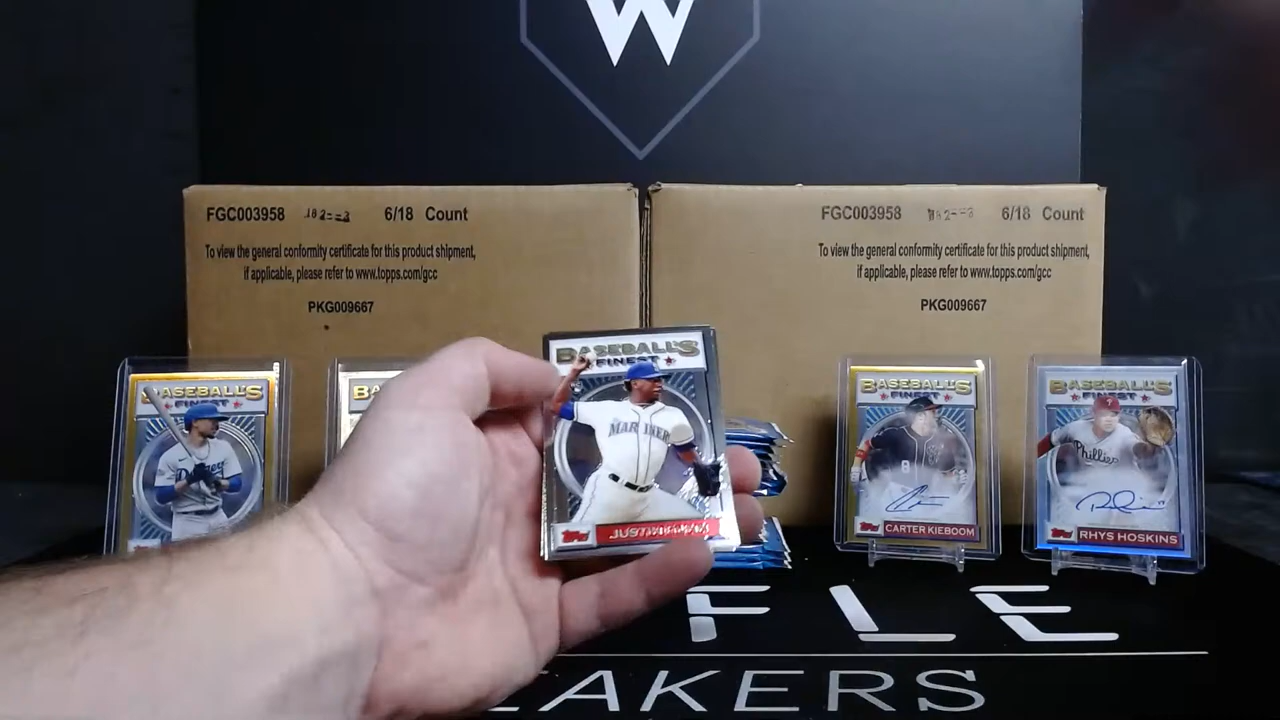 W
FGC003958
6/18 Count
To view the general conformity certificate for this product shipment,
if applicable, please refer to www.topps.com/gcc
PKG009667
FGC003958
6/18 Count
To view the general conformity certificate for this product shipment,
if applicable, please refer to www.topps.com/gcc
PKG009667
BASEBALL'S
FINEST
Dodgers
BASEBALL'S
FINEST
MARINERS
Topps
BASEBALL'S
FINEST
8
Topps
CARTER KIEBOOM
BASEBALL'S
FINEST
Phillies
Topps
RHYS HOSKINS
FLE
EAKERS